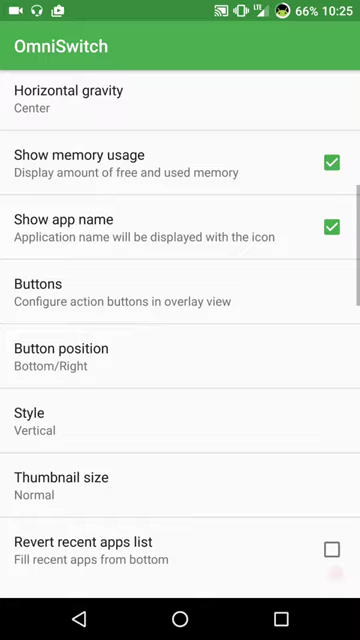 LTE 66% 10:25
OmniSwitch
Horizontal gravity
Center
Show memory usage
Display amount of free and used memory
Show app name
Application name will be displayed with the icon
Buttons
Configure action buttons in overlay view
Button position
Bottom/Right
Style
Vertical
Thumbnail size
Normal
Revert recent apps list
Fill recent apps from bottom